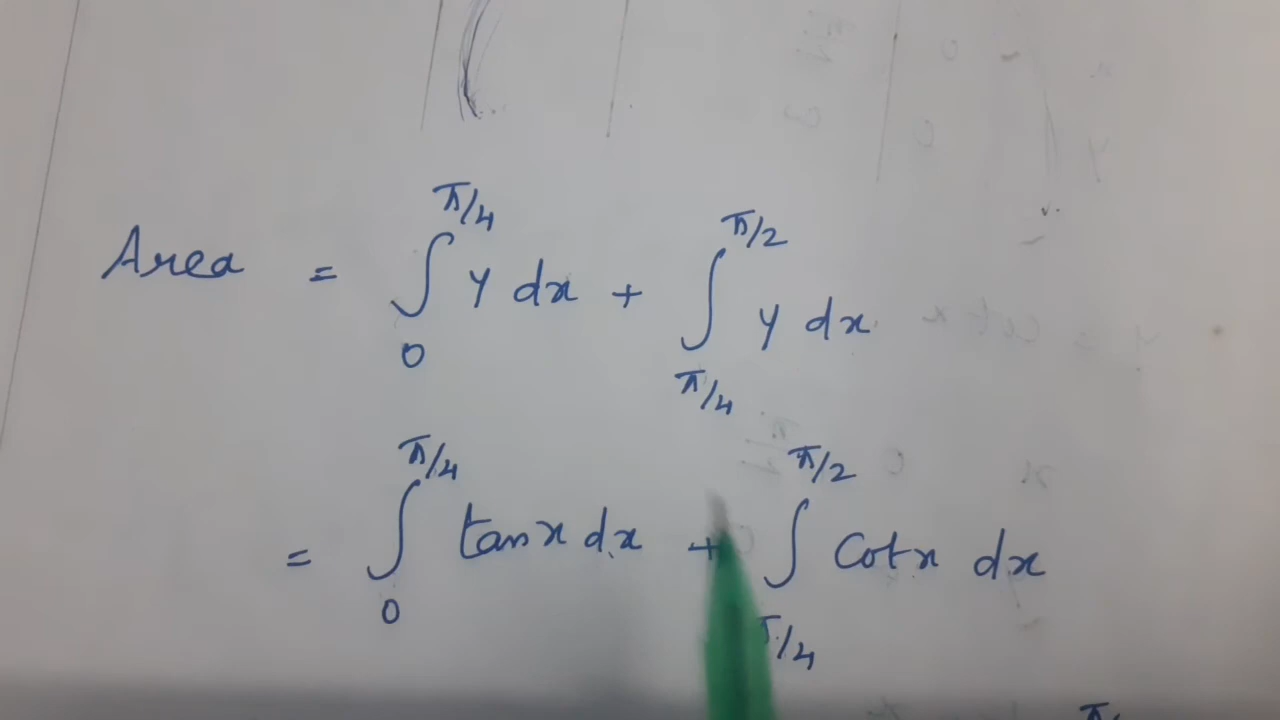 Area = ∫₀^{π/4} y dx + ∫_{π/4}^{π/2} y dx
= ∫₀^{π/4} tan x dx + ∫_{π/4}^{π/2} Cot x dx